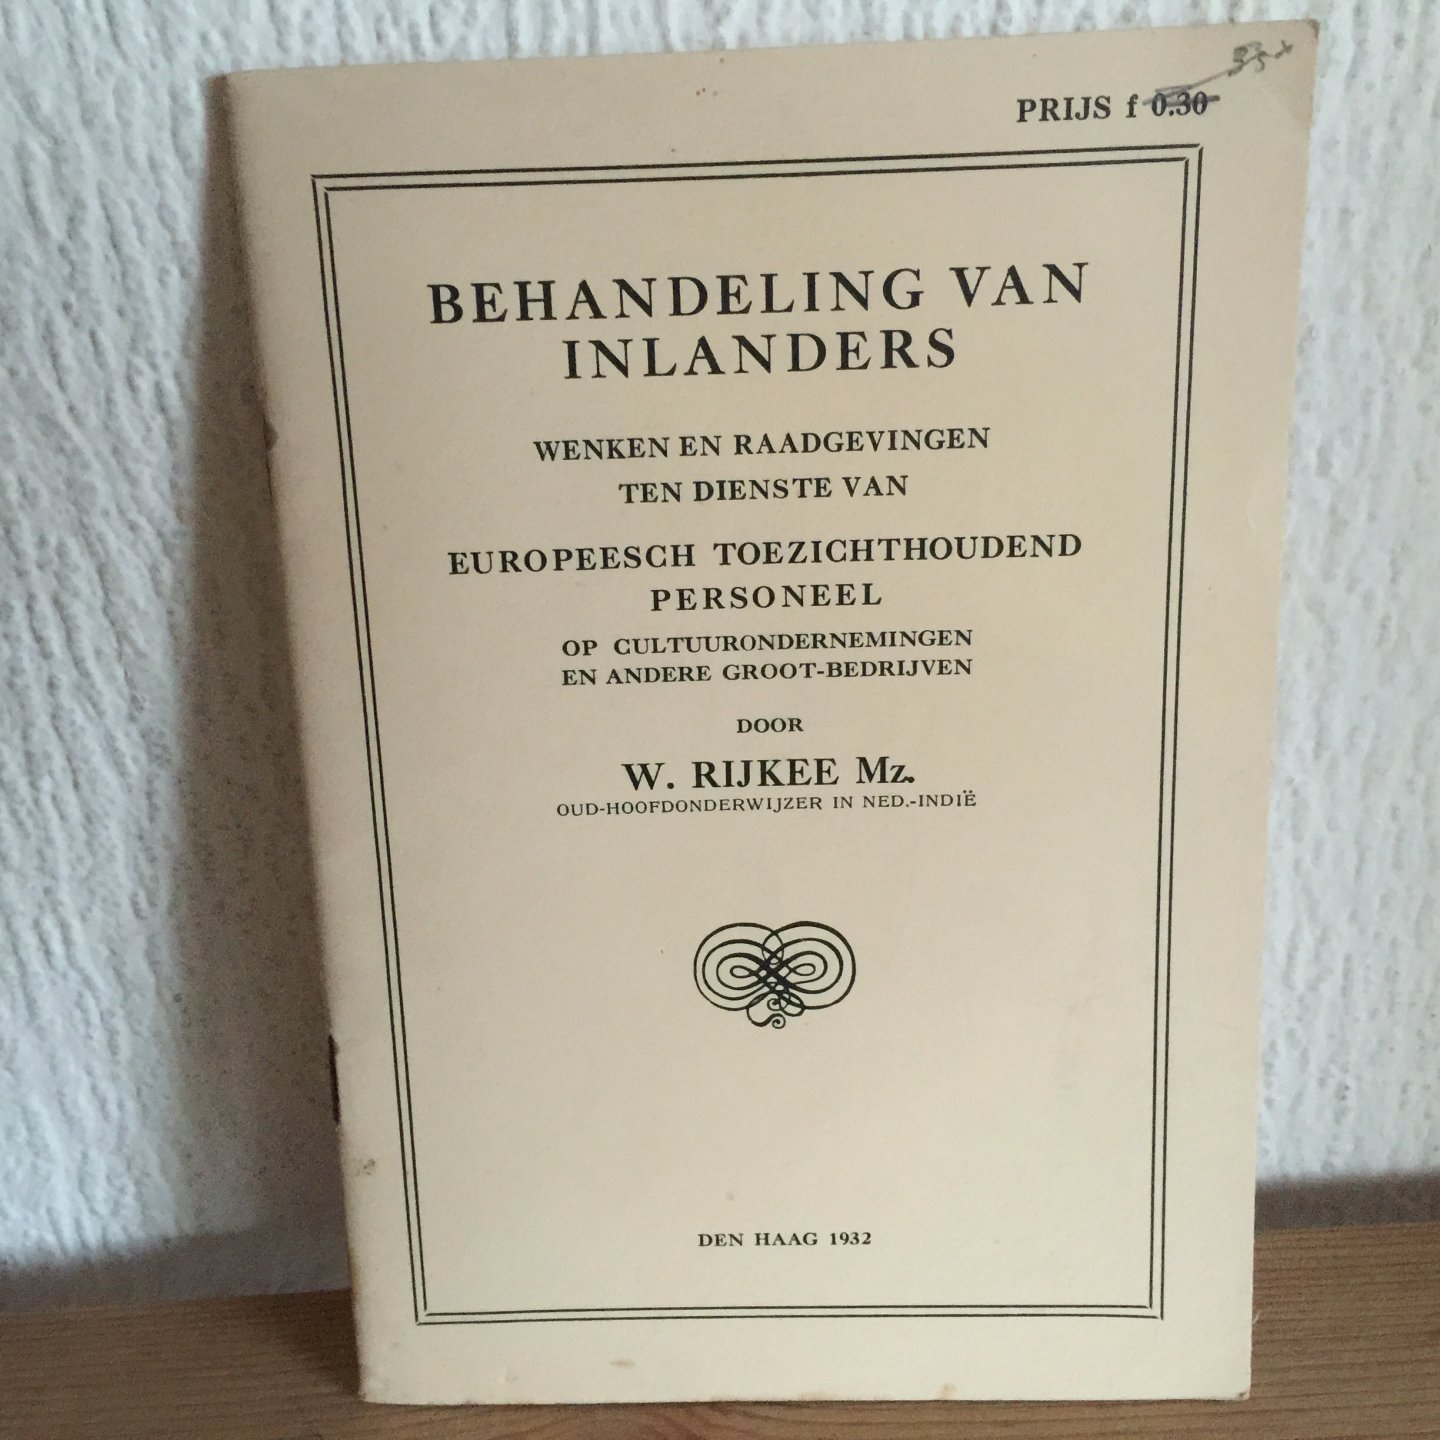 PRIJS f 0.30
BEHANDELING VAN
INLANDERS
WENKEN EN RAADGEVINGEN
TEN DIENSTE VAN
EUROPEESCH TOEZICHTHOUDEND
PERSONEEL
OP CULTUURONDERNEMINGEN
EN ANDERE GROOT-BEDRIJVEN
DOOR
W. RIJKEE Mz.
OUD-HOOFDONDERWIJZER IN NED.-INDIË
DEN HAAG 1932